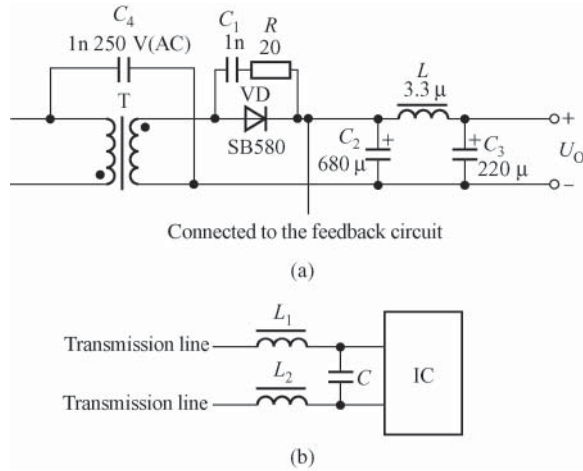 C4
1n 250 V(AC)
T
C1
1n
R
20
VD
SB580
L
3.3 μ
C2
+
680 μ
+
C3
220 μ
+
UO
−
Connected to the feedback circuit
(a)
L1
Transmission line
L2
C
IC
Transmission line
(b)